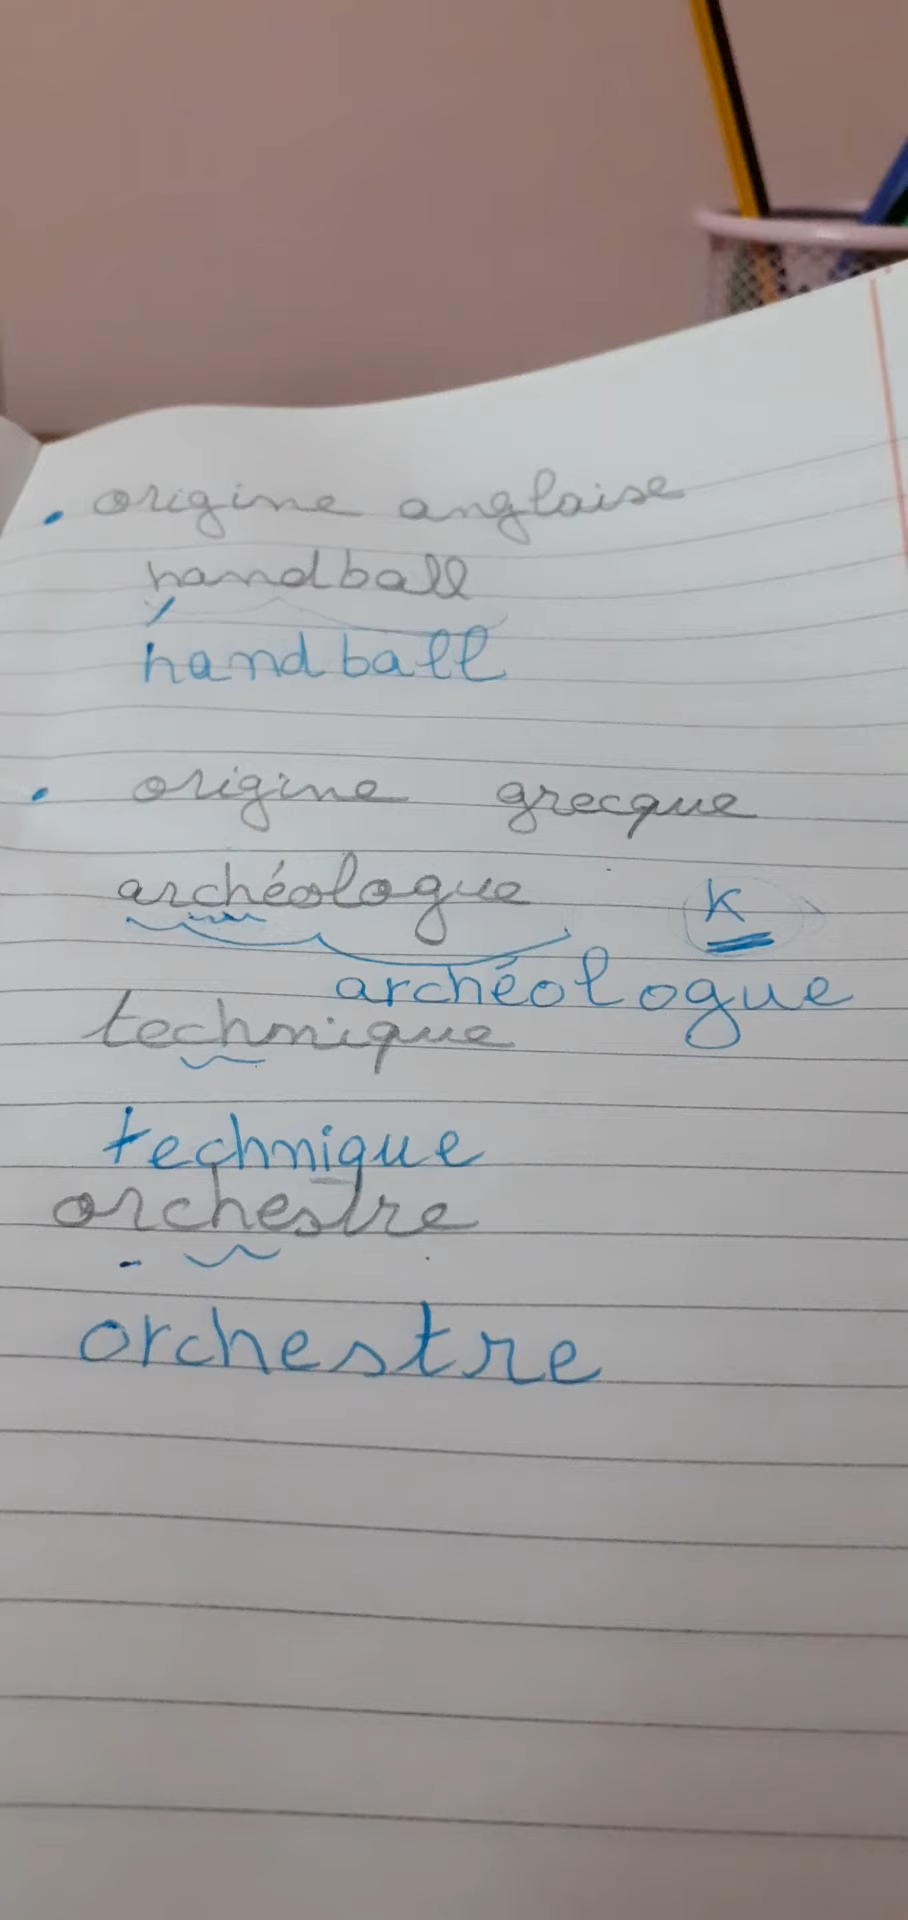 . origine anglaise
handball
handball
. origine grecque
archéologue K
archéologue
technique
technique
orchestre
orchestre